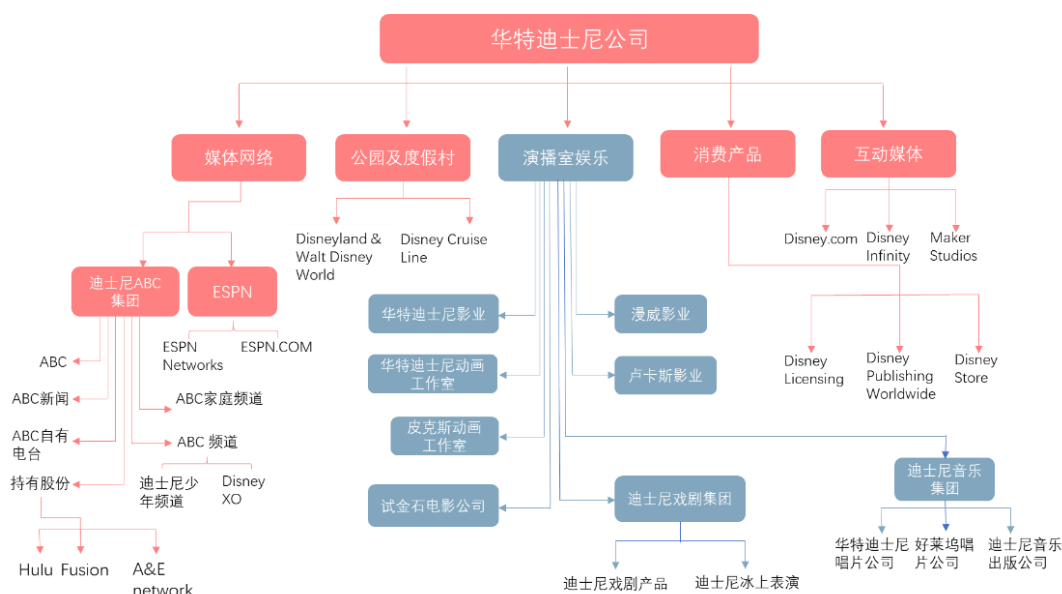 华特迪士尼公司
媒体网络
公园及度假村
演播室娱乐
消费产品
互动媒体
Disneyland &
Walt Disney
World
Disney Cruise
Line
Disney.com
Disney
Infinity
Maker
Studios
迪士尼ABC
集团
ESPN
ESPN
Networks
ESPN.COM
ABC
ABC新闻
ABC自有
电台
持有股份
ABC家庭频道
ABC 频道
迪士尼少
年频道
Disney
XO
Hulu
Fusion
A&E
network
华特迪士尼影业
华特迪士尼动画
工作室
皮克斯动画
工作室
试金石电影公司
漫威影业
卢卡斯影业
迪士尼戏剧集团
迪士尼戏剧产品
迪士尼冰上表演
Disney
Licensing
Disney
Publishing
Worldwide
Disney
Store
迪士尼音乐
集团
华特迪士尼
唱片公司
好莱坞唱
片公司
迪士尼音乐
出版公司